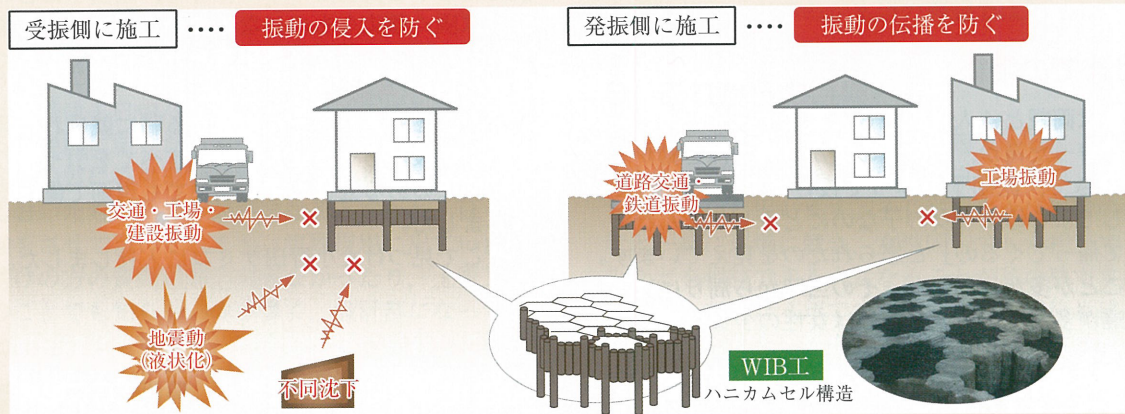 受振側に施工 ‥‥ 振動の侵入を防ぐ
交通・工場・
建設振動
地震動
(液状化)
不同沈下
発振側に施工 ‥‥ 振動の伝播を防ぐ
道路交通・
鉄道振動
工場振動
WIB工
ハニカムセル構造